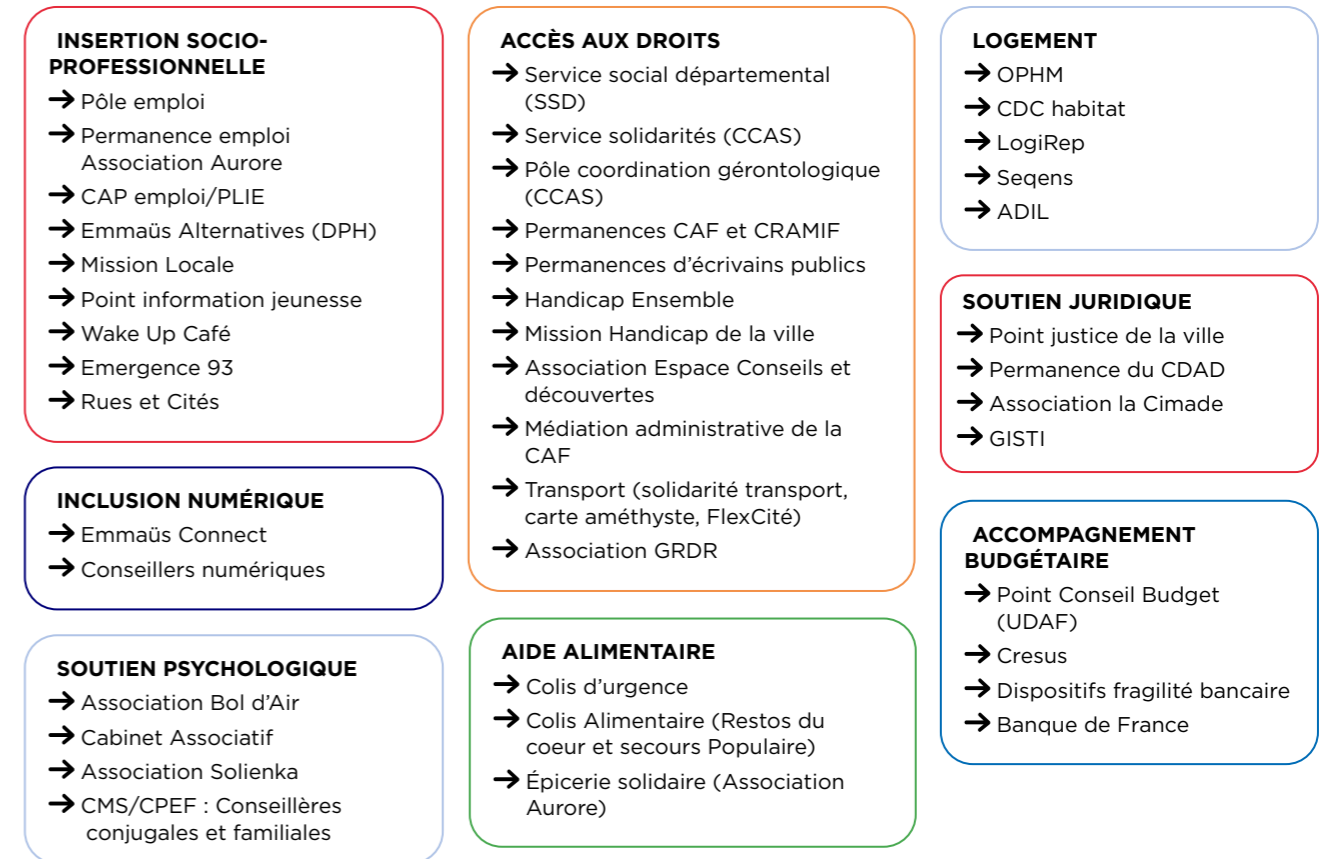 INSERTION SOCIO-
PROFESSIONNELLE
→ Pôle emploi
→ Permanence emploi
Association Aurore
→ CAP emploi/PLIE
→ Emmaüs Alternatives (DPH)
→ Mission Locale
→ Point information jeunesse
→ Wake Up Café
→ Emergence 93
→ Rues et Cités
INCLUSION NUMÉRIQUE
→ Emmaüs Connect
→ Conseillers numériques
SOUTIEN PSYCHOLOGIQUE
→ Association Bol d'Air
→ Cabinet Associatif
→ Association Solienka
→ CMS/CPEF : Conseillères
conjugales et familiales
ACCÈS AUX DROITS
→ Service social départemental
(SSD)
→ Service solidarités (CCAS)
→ Pôle coordination gérontologique
(CCAS)
→ Permanences CAF et CRAMIF
→ Permanences d'écrivains publics
→ Handicap Ensemble
→ Mission Handicap de la ville
→ Association Espace Conseils et
découvertes
→ Médiation administrative de la
CAF
→ Transport (solidarité transport,
carte améthyste, FlexCité)
→ Association GRDR
AIDE ALIMENTAIRE
→ Colis d'urgence
→ Colis Alimentaire (Restos du
coeur et secours Populaire)
→ Épicerie solidaire (Association
Aurore)
LOGEMENT
→ OPHM
→ CDC habitat
→ LogiRep
→ Seqens
→ ADIL
SOUTIEN JURIDIQUE
→ Point justice de la ville
→ Permanence du CDAD
→ Association la Cimade
→ GISTI
ACCOMPAGNEMENT
BUDGÉTAIRE
→ Point Conseil Budget
(UDAF)
→ Cresus
→ Dispositifs fragilité bancaire
→ Banque de France